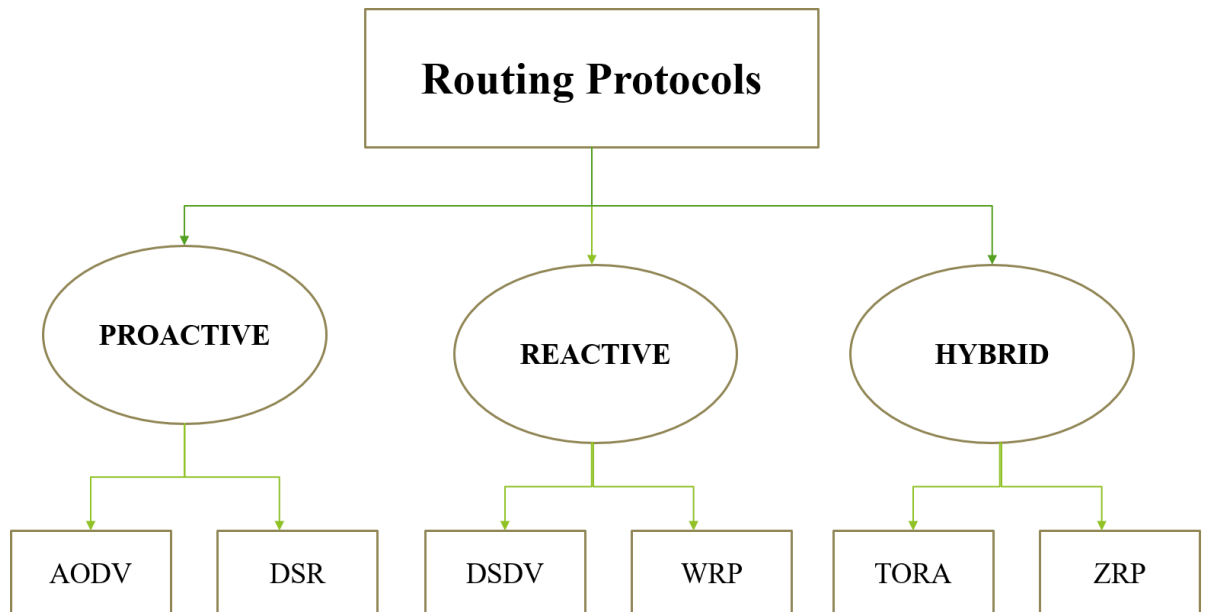 Routing Protocols
PROACTIVE
REACTIVE
HYBRID
AODV
DSR
DSDV
WRP
TORA
ZRP